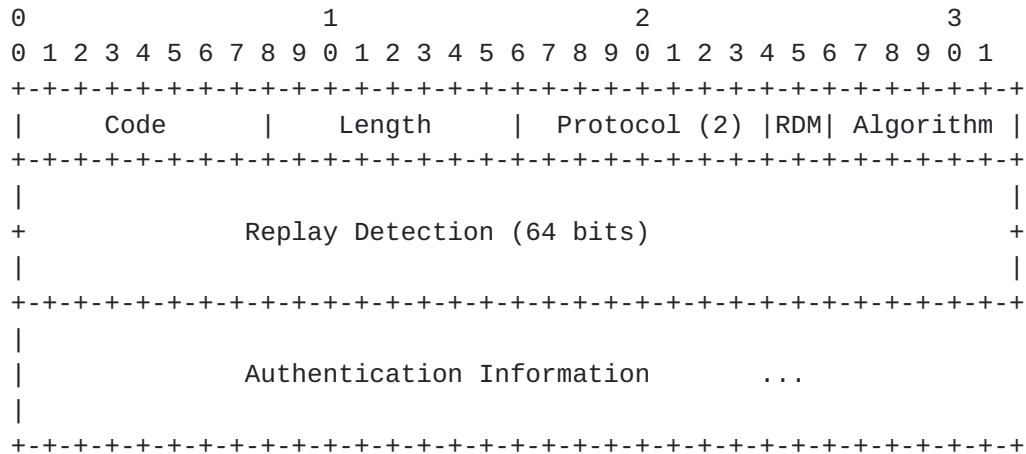 0                   1                   2                   3
0 1 2 3 4 5 6 7 8 9 0 1 2 3 4 5 6 7 8 9 0 1 2 3 4 5 6 7 8 9 0 1
+-+-+-+-+-+-+-+-+-+-+-+-+-+-+-+-+-+-+-+-+-+-+-+-+-+-+-+-+-+-+-+-+
|     Code      |    Length     |  Protocol (2) |RDM| Algorithm |
+-+-+-+-+-+-+-+-+-+-+-+-+-+-+-+-+-+-+-+-+-+-+-+-+-+-+-+-+-+-+-+-+
|                                                               |
+              Replay Detection (64 bits)                       +
|                                                               |
+-+-+-+-+-+-+-+-+-+-+-+-+-+-+-+-+-+-+-+-+-+-+-+-+-+-+-+-+-+-+-+-+
|
|              Authentication Information       ...
|
+-+-+-+-+-+-+-+-+-+-+-+-+-+-+-+-+-+-+-+-+-+-+-+-+-+-+-+-+-+-+-+-+